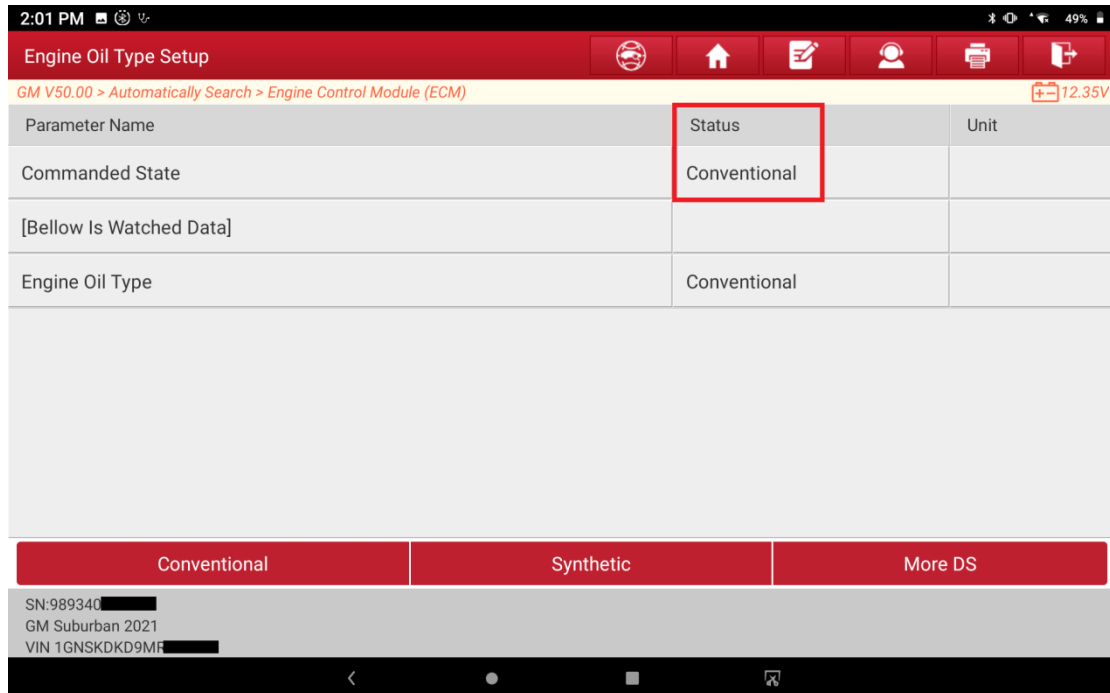 2:01 PM 49%
Engine Oil Type Setup
GM V50.00 > Automatically Search > Engine Control Module (ECM) 12.35V
Parameter Name Status Unit
Commanded State Conventional
[Bellow Is Watched Data]
Engine Oil Type Conventional
Conventional Synthetic More DS
SN:989340
GM Suburban 2021
VIN 1GNSKDKD9MR